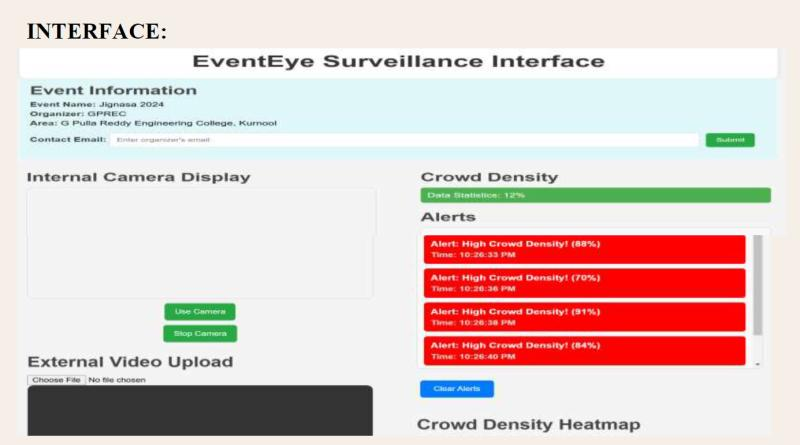 INTERFACE:
EventEye Surveillance Interface
Event Information
Event Name: Jignasa 2024
Organizer: GPREC
Area: G Pulla Reddy Engineering College, Kurnool
Contact Email: Enter organizer's email Submit
Internal Camera Display
Use Camera
Stop Camera
External Video Upload
Choose File No file chosen
Crowd Density
Data Statistics: 12%
Alerts
Alert: High Crowd Density! (88%)
Time: 10:26:33 PM
Alert: High Crowd Density! (70%)
Time: 10:26:36 PM
Alert: High Crowd Density! (91%)
Time: 10:26:38 PM
Alert: High Crowd Density! (84%)
Time: 10:26:40 PM
Clear Alerts
Crowd Density Heatmap